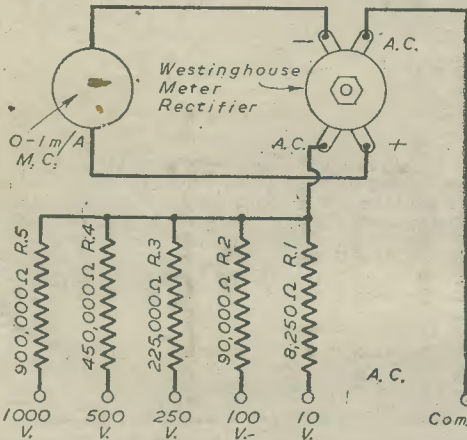 −
A.C.
Westinghouse
Meter
Rectifier
0-1 m/A
M.C.
A.C.
+
900,000Ω R.5
450,000Ω R.4
225,000Ω R.3
90,000Ω R.2
8,250Ω R.1
A.C.
1000 V.
500 V.
250 V.
100 V.-
10 V.
Com.